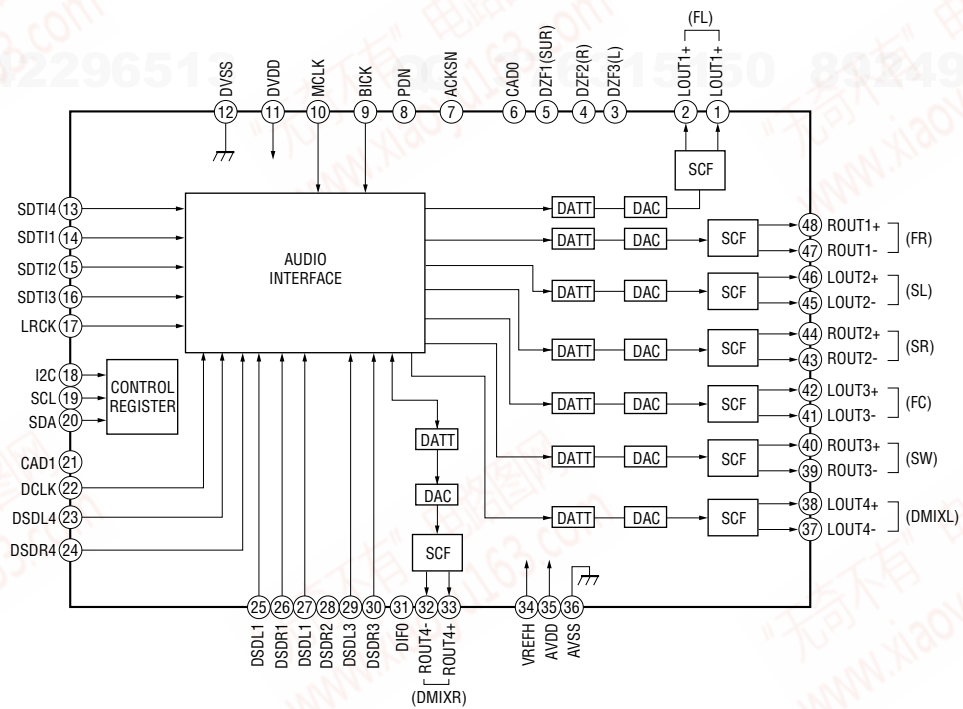 (FL)
DVSS
DVDD
MCLK
BICK
PDN
ACKSN
CAD0
DZF1(SUR)
DZF2(R)
DZF3(L)
LOUT1+
LOUT1+
12
11
10
9
8
7
6
5
4
3
2
1
SCF
SDTI4 13
SDTI1 14
SDTI2 15
SDTI3 16
LRCK 17
AUDIO
INTERFACE
DATT DAC
DATT DAC SCF 48 ROUT1+
47 ROUT1-
(FR)
DATT DAC SCF 46 LOUT2+
45 LOUT2-
(SL)
DATT DAC SCF 44 ROUT2+
43 ROUT2-
(SR)
I2C 18
SCL 19
SDA 20
CONTROL
REGISTER
DATT DAC SCF 42 LOUT3+
41 LOUT3-
(FC)
CAD1 21
DCLK 22
DSDL4 23
DSDR4 24
DATT
DAC
SCF
DATT DAC SCF 40 ROUT3+
39 ROUT3-
(SW)
DATT DAC SCF 38 LOUT4+
37 LOUT4-
(DMIXL)
25
26
27
28
29
30
31
32
33
34
35
36
DSDL1
DSDR1
DSDL1
DSDR2
DSDL3
DSDR3
DIF0
ROUT4-
ROUT4+
VREFH
AVDD
AVSS
(DMIXR)